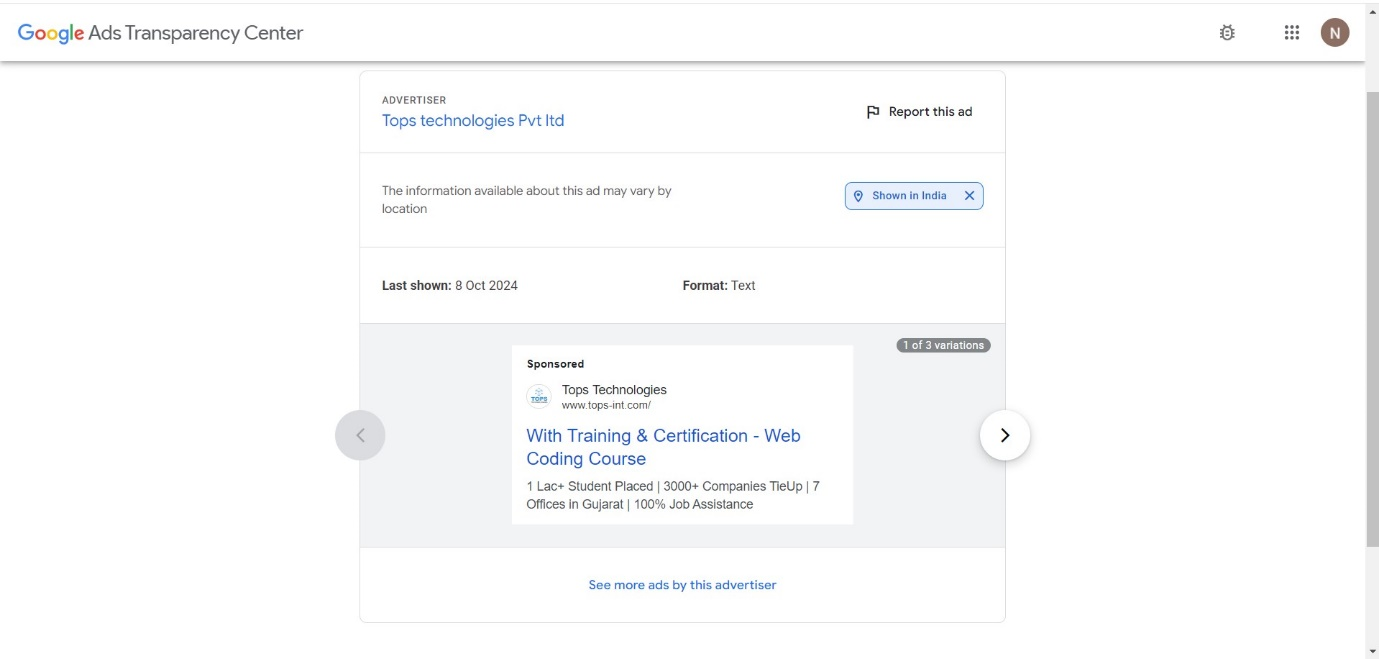 Google Ads Transparency Center
N
ADVERTISER
Tops technologies Pvt ltd
Report this ad
The information available about this ad may vary by
location
Shown in India
Last shown: 8 Oct 2024
Format: Text
1 of 3 variations
Sponsored
TOPS
Tops Technologies
www.tops-int.com/
With Training & Certification - Web
Coding Course
1 Lac+ Student Placed | 3000+ Companies TieUp | 7
Offices in Gujarat | 100% Job Assistance
See more ads by this advertiser